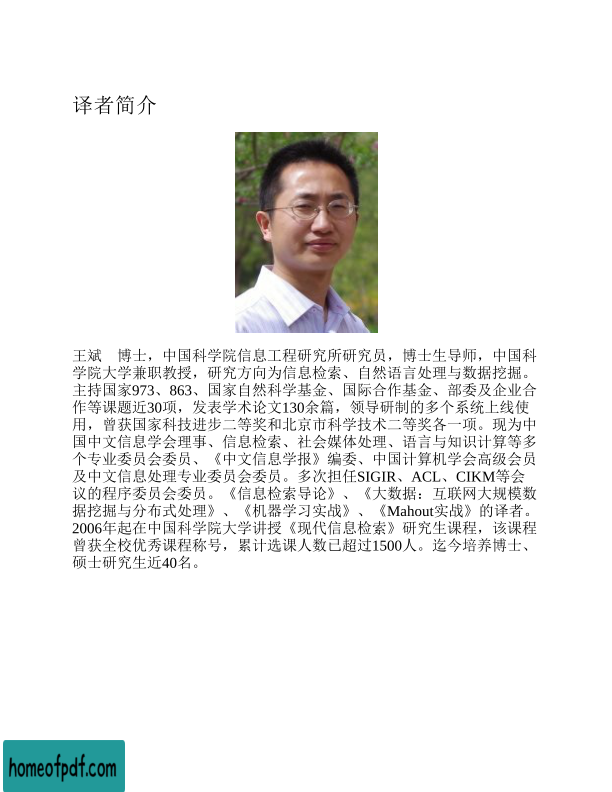 译者简介
王斌　博士，中国科学院信息工程研究所研究员，博士生导师，中国科
学院大学兼职教授，研究方向为信息检索、自然语言处理与数据挖掘。
主持国家973、863、国家自然科学基金、国际合作基金、部委及企业合
作等课题近30项，发表学术论文130余篇，领导研制的多个系统上线使
用，曾获国家科技进步二等奖和北京市科学技术二等奖各一项。现为中
国中文信息学会理事、信息检索、社会媒体处理、语言与知识计算等多
个专业委员会委员、《中文信息学报》编委、中国计算机学会高级会员
及中文信息处理专业委员会委员。多次担任SIGIR、ACL、CIKM等会
议的程序委员会委员。《信息检索导论》、《大数据：互联网大规模数
据挖掘与分布式处理》、《机器学习实战》、《Mahout实战》的译者。
2006年起在中国科学院大学讲授《现代信息检索》研究生课程，该课程
曾获全校优秀课程称号，累计选课人数已超过1500人。迄今培养博士、
硕士研究生近40名。
homeofpdf.com